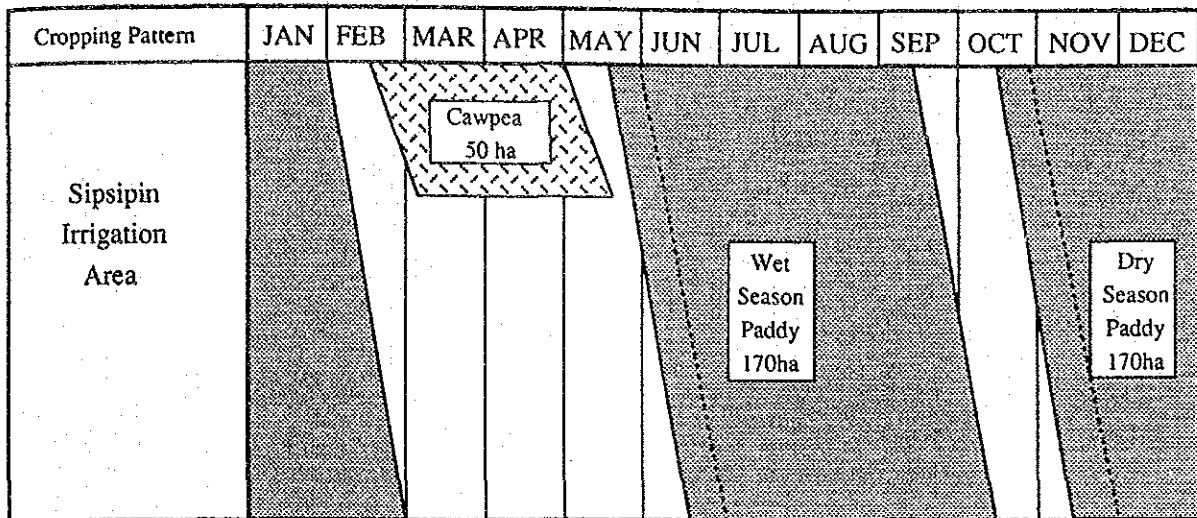 Cropping Pattern JAN FEB MAR APR MAY JUN JUL AUG SEP OCT NOV DEC
Sipsipin
Irrigation
Area
Cawpea
50 ha
Wet
Season
Paddy
170ha
Dry
Season
Paddy
170ha